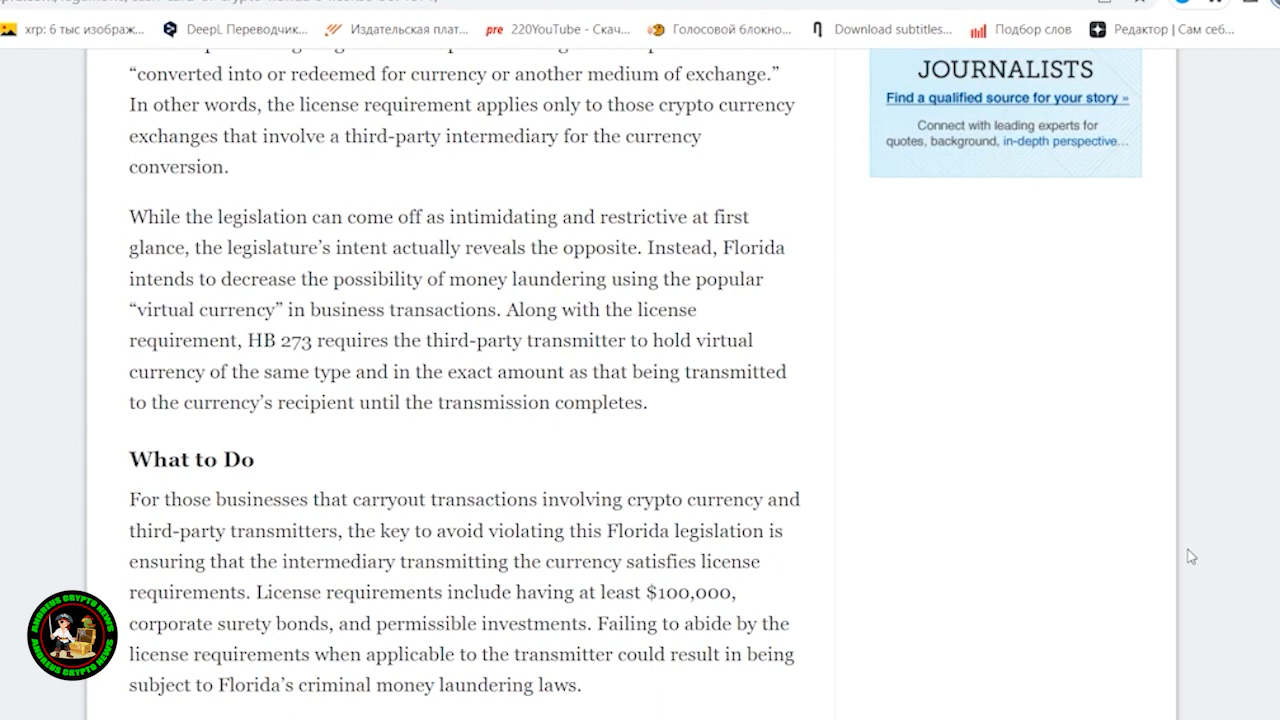 xrp: 6 тыс изображ...
DeepL Переводчик...
Издательская плат...
pre 220YouTube - Скач...
Голосовой блокно...
Download subtitles...
Подбор слов
Редактор | Сам себ...
“converted into or redeemed for currency or another medium of exchange.”
In other words, the license requirement applies only to those crypto currency
exchanges that involve a third-party intermediary for the currency
conversion.
While the legislation can come off as intimidating and restrictive at first
glance, the legislature’s intent actually reveals the opposite. Instead, Florida
intends to decrease the possibility of money laundering using the popular
“virtual currency” in business transactions. Along with the license
requirement, HB 273 requires the third-party transmitter to hold virtual
currency of the same type and in the exact amount as that being transmitted
to the currency’s recipient until the transmission completes.
What to Do
For those businesses that carryout transactions involving crypto currency and
third-party transmitters, the key to avoid violating this Florida legislation is
ensuring that the intermediary transmitting the currency satisfies license
requirements. License requirements include having at least $100,000,
corporate surety bonds, and permissible investments. Failing to abide by the
license requirements when applicable to the transmitter could result in being
subject to Florida’s criminal money laundering laws.
JOURNALISTS
Find a qualified source for your story »
Connect with leading experts for
quotes, background, in-depth perspective...
ANDREUS CRYPTO NEWS
ANDREUS CRYPTO NEWS